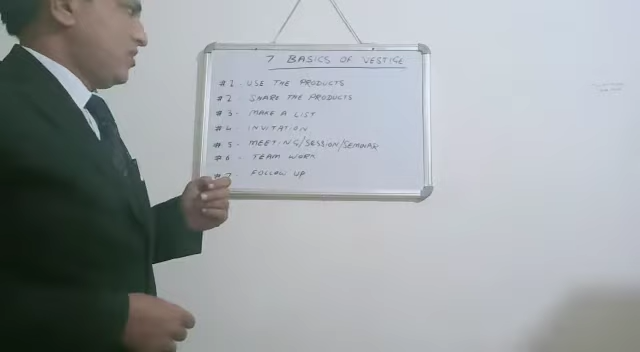 7 BASICS OF VESTIGE
#1. USE THE PRODUCTS
#2. SHARE THE PRODUCTS
#3. MAKE A LIST
#4. INVITATION
#5. MEETING/SESSION/SEMINAR
#6. TEAM WORK
#7. FOLLOW UP